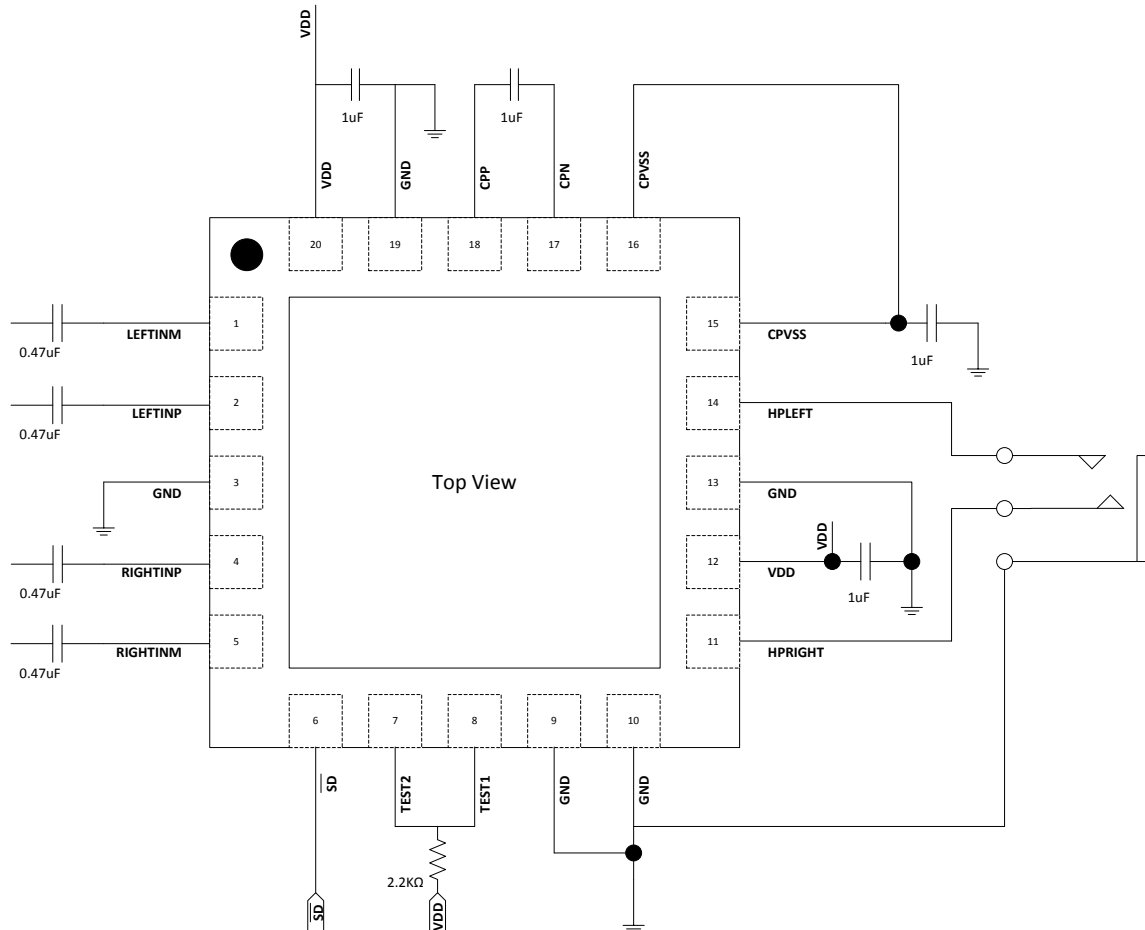 VDD
1uF
1uF
VDD
GND
CPP
CPN
CPVSS
20
19
18
17
16
LEFTINM
1
0.47uF
15
CPVSS
1uF
LEFTINP
2
0.47uF
14
HPLEFT
GND
3
Top View
13
GND
VDD
RIGHTINP
4
0.47uF
12
VDD
1uF
RIGHTINM
5
0.47uF
11
HPRIGHT
6
7
8
9
10
SD
TEST2
TEST1
GND
GND
2.2KΩ
SD
VDD